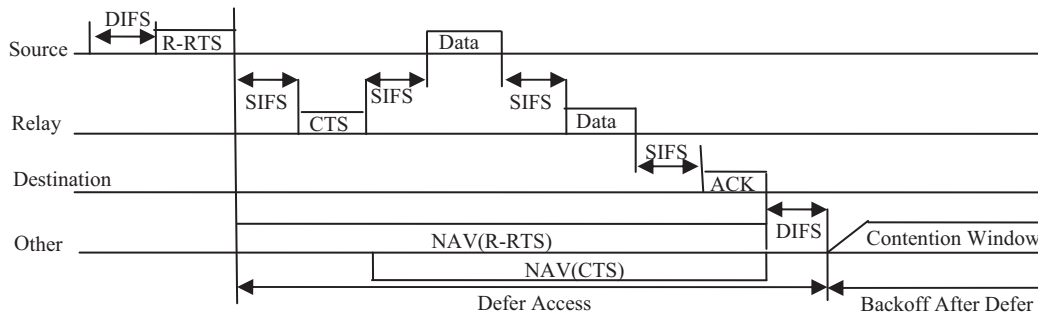 DIFS
Source
R-RTS
Data
SIFS
SIFS
SIFS
Relay
CTS
Data
SIFS
Destination
ACK
DIFS
Other
NAV(R-RTS)
Contention Window
NAV(CTS)
Defer Access
Backoff After Defer